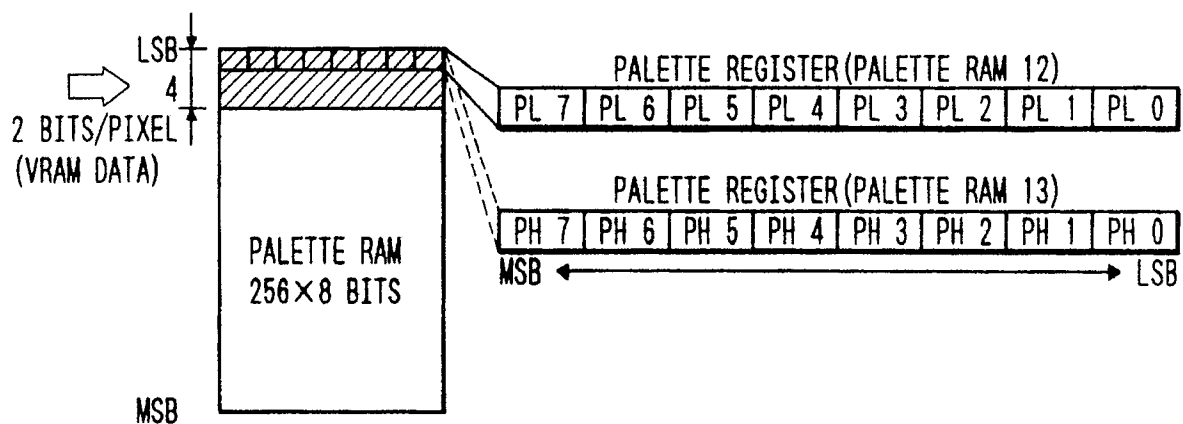 LSB
4
2 BITS/PIXEL
(VRAM DATA)
PALETTE RAM
256×8 BITS
MSB
PALETTE REGISTER(PALETTE RAM 12)
PL 7 PL 6 PL 5 PL 4 PL 3 PL 2 PL 1 PL 0
PALETTE REGISTER(PALETTE RAM 13)
PH 7 PH 6 PH 5 PH 4 PH 3 PH 2 PH 1 PH 0
MSB LSB